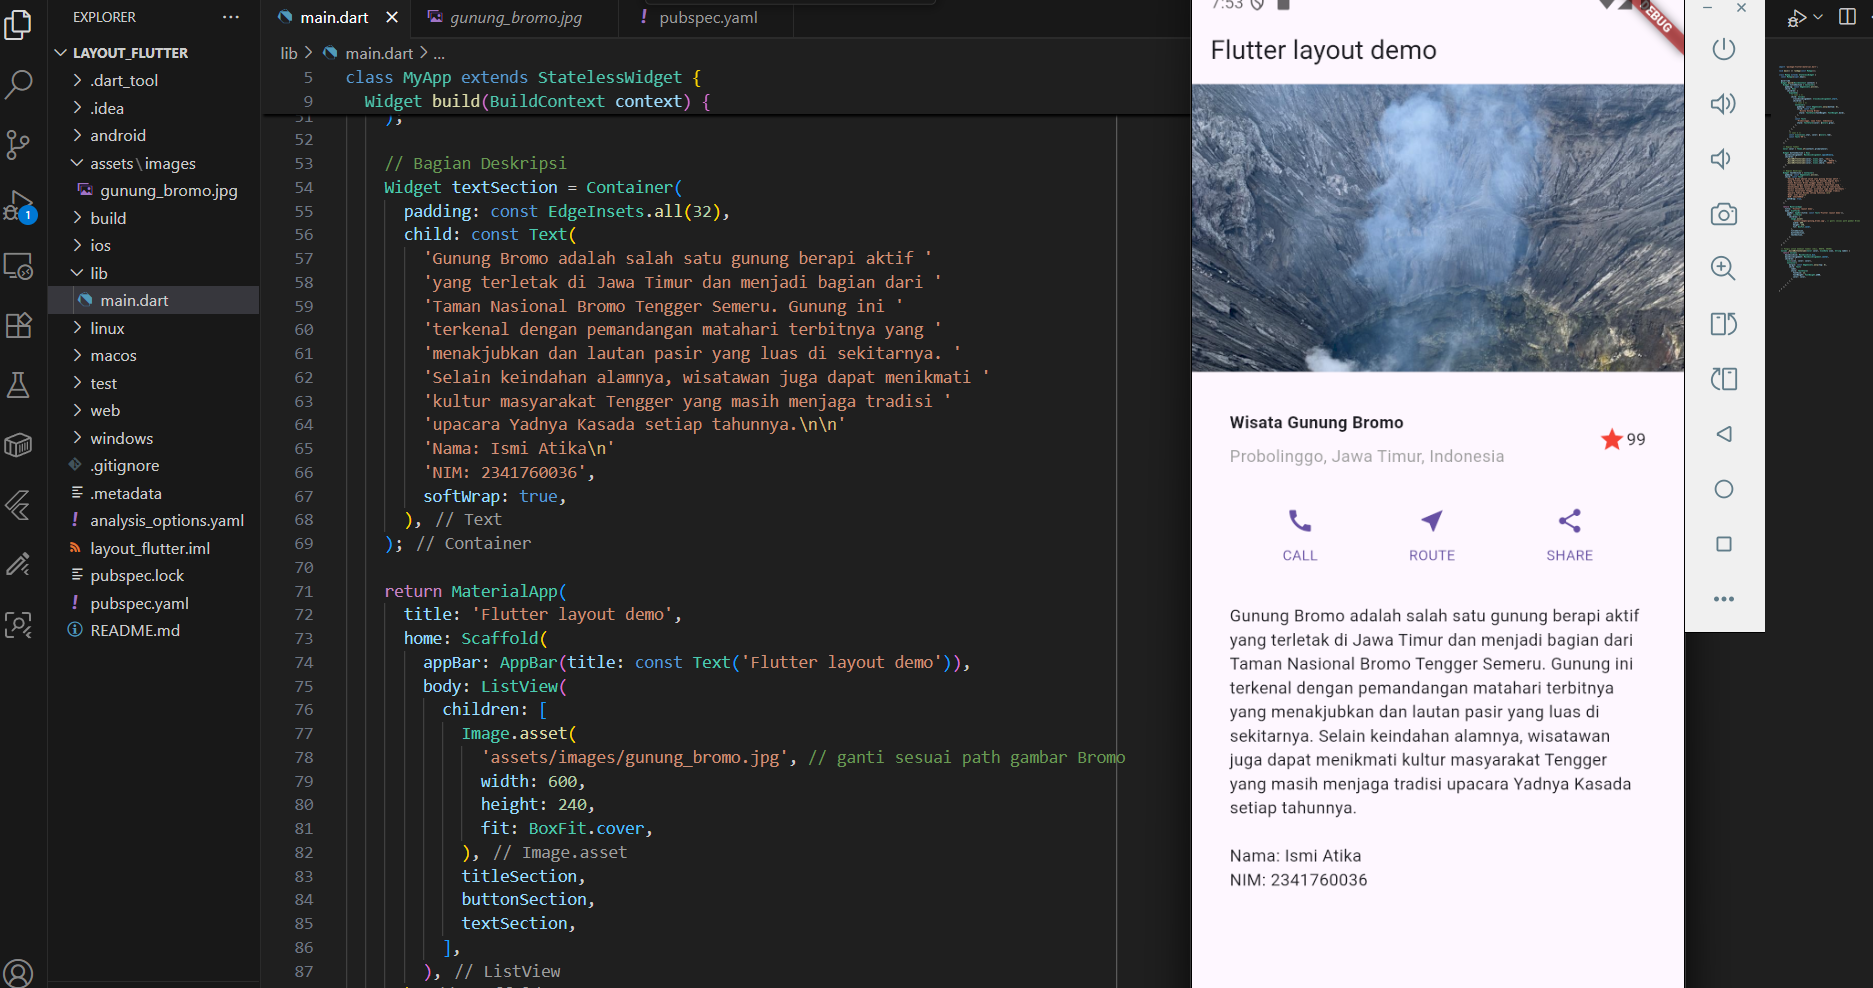 EXPLORER
LAYOUT_FLUTTER
.dart_tool
.idea
android
assets\images
gunung_bromo.jpg
build
ios
lib
main.dart
linux
macos
test
web
windows
.gitignore
.metadata
analysis_options.yaml
layout_flutter.iml
pubspec.lock
pubspec.yaml
README.md
1
main.dart
gunung_bromo.jpg
pubspec.yaml
lib > main.dart > ...
5 class MyApp extends StatelessWidget {
9 Widget build(BuildContext context) {
51 );
52
53 // Bagian Deskripsi
54 Widget textSection = Container(
55 padding: const EdgeInsets.all(32),
56 child: const Text(
57 'Gunung Bromo adalah salah satu gunung berapi aktif '
58 'yang terletak di Jawa Timur dan menjadi bagian dari '
59 'Taman Nasional Bromo Tengger Semeru. Gunung ini '
60 'terkenal dengan pemandangan matahari terbitnya yang '
61 'menakjubkan dan lautan pasir yang luas di sekitarnya. '
62 'Selain keindahan alamnya, wisatawan juga dapat menikmati '
63 'kultur masyarakat Tengger yang masih menjaga tradisi '
64 'upacara Yadnya Kasada setiap tahunnya.\n\n'
65 'Nama: Ismi Atika\n'
66 'NIM: 2341760036',
67 softWrap: true,
68 ), // Text
69 ); // Container
70
71 return MaterialApp(
72 title: 'Flutter layout demo',
73 home: Scaffold(
74 appBar: AppBar(title: const Text('Flutter layout demo')),
75 body: ListView(
76 children: [
77 Image.asset(
78 'assets/images/gunung_bromo.jpg', // ganti sesuai path gambar Bromo
79 width: 600,
80 height: 240,
81 fit: BoxFit.cover,
82 ), // Image.asset
83 titleSection,
84 buttonSection,
85 textSection,
86 ],
87 ), // ListView
7:53
DEBUG
Flutter layout demo
Wisata Gunung Bromo
Probolinggo, Jawa Timur, Indonesia
99
CALL
ROUTE
SHARE
Gunung Bromo adalah salah satu gunung berapi aktif
yang terletak di Jawa Timur dan menjadi bagian dari
Taman Nasional Bromo Tengger Semeru. Gunung ini
terkenal dengan pemandangan matahari terbitnya
yang menakjubkan dan lautan pasir yang luas di
sekitarnya. Selain keindahan alamnya, wisatawan
juga dapat menikmati kultur masyarakat Tengger
yang masih menjaga tradisi upacara Yadnya Kasada
setiap tahunnya.
Nama: Ismi Atika
NIM: 2341760036